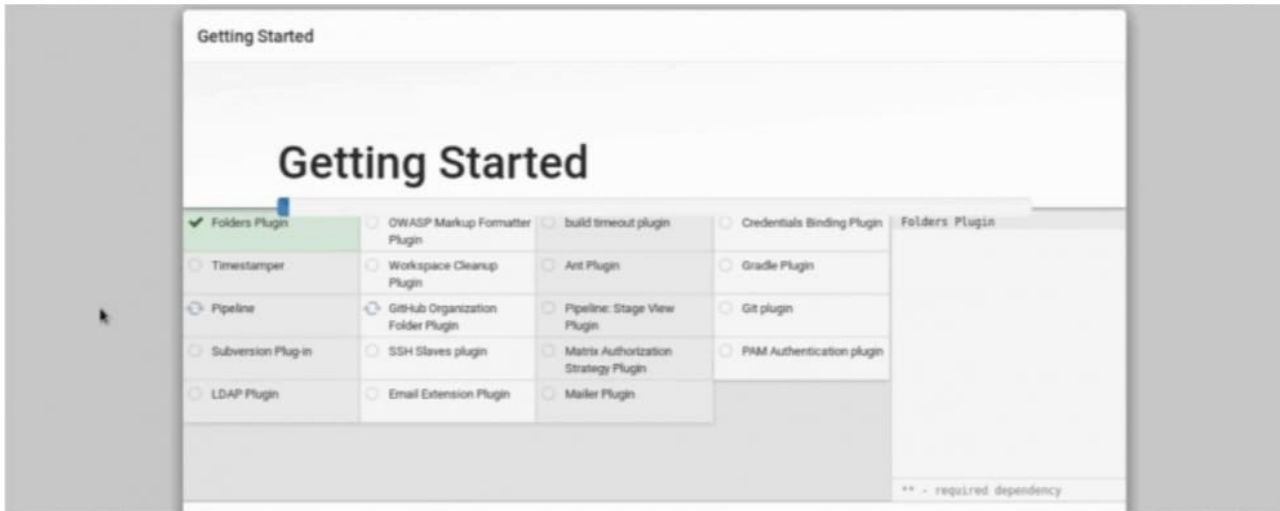 Getting Started
Getting Started
Folders Plugin
OWASP Markup Formatter
Plugin
build timeout plugin
Credentials Binding Plugin
Folders Plugin
Timestamper
Workspace Cleanup
Plugin
Ant Plugin
Gradle Plugin
Pipeline
GitHub Organization
Folder Plugin
Pipeline: Stage View
Plugin
Git plugin
Subversion Plug-in
SSH Slaves plugin
Matrix Authorization
Strategy Plugin
PAM Authentication plugin
LDAP Plugin
Email Extension Plugin
Mailer Plugin
** - required dependency